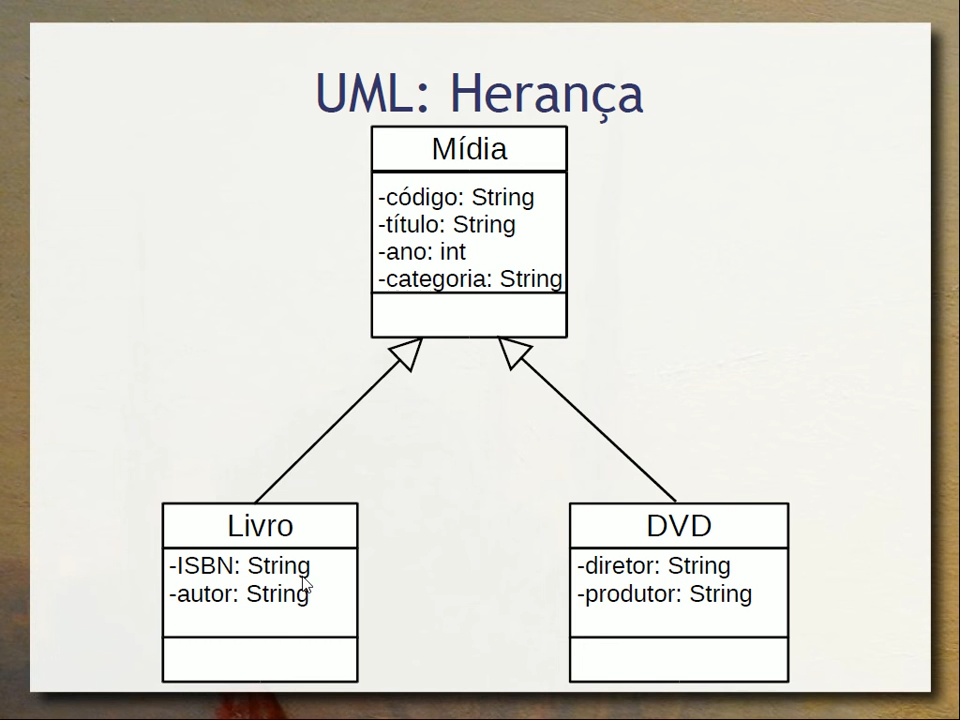 UML: Herança
Mídia
-código: String
-título: String
-ano: int
-categoria: String
Livro
-ISBN: String
-autor: String
DVD
-diretor: String
-produtor: String